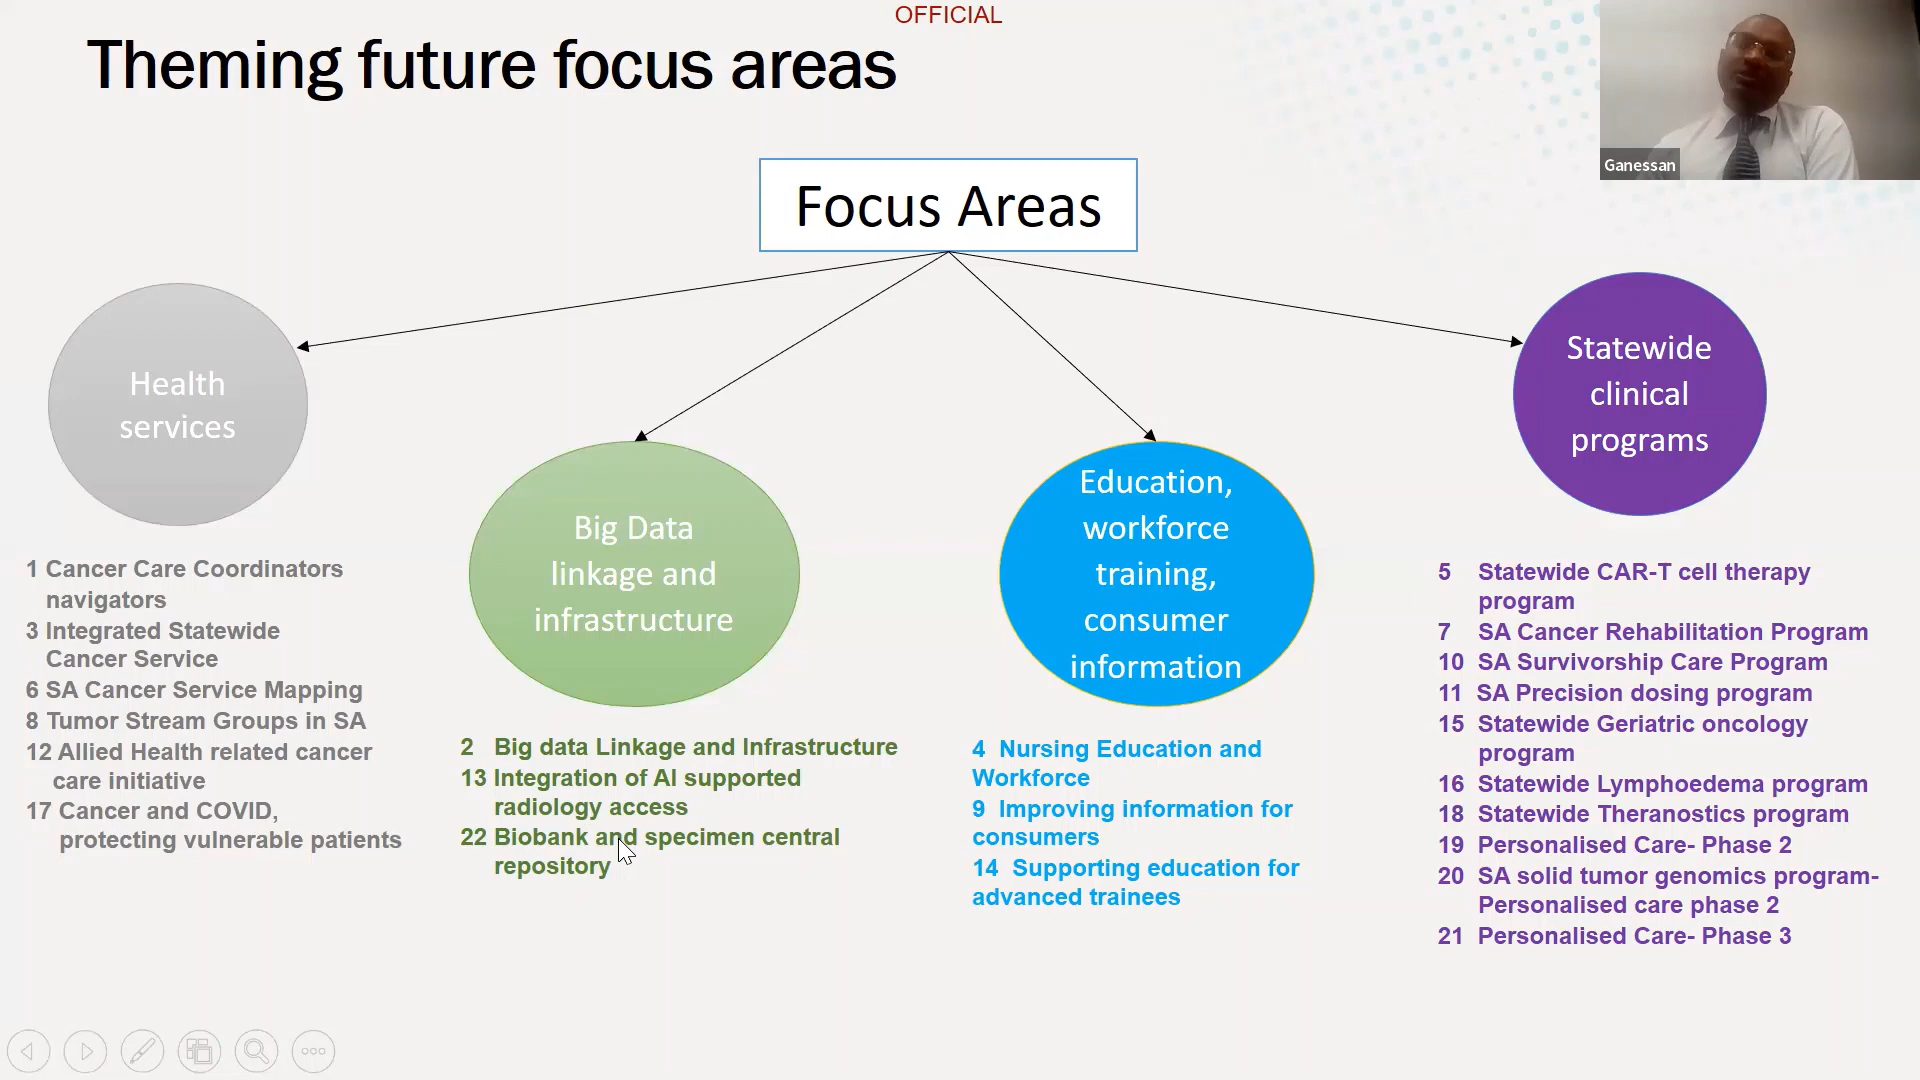 OFFICIAL
Theming future focus areas
Ganessan
Focus Areas
Health
services
1 Cancer Care Coordinators
navigators
3 Integrated Statewide
Cancer Service
6 SA Cancer Service Mapping
8 Tumor Stream Groups in SA
12 Allied Health related cancer
care initiative
17 Cancer and COVID,
protecting vulnerable patients
Big Data
linkage and
infrastructure
2 Big data Linkage and Infrastructure
13 Integration of AI supported
radiology access
22 Biobank and specimen central
repository
Education,
workforce
training,
consumer
information
4 Nursing Education and
Workforce
9 Improving information for
consumers
14 Supporting education for
advanced trainees
Statewide
clinical
programs
5 Statewide CAR-T cell therapy
program
7 SA Cancer Rehabilitation Program
10 SA Survivorship Care Program
11 SA Precision dosing program
15 Statewide Geriatric oncology
program
16 Statewide Lymphoedema program
18 Statewide Theranostics program
19 Personalised Care- Phase 2
20 SA solid tumor genomics program-
Personalised care phase 2
21 Personalised Care- Phase 3